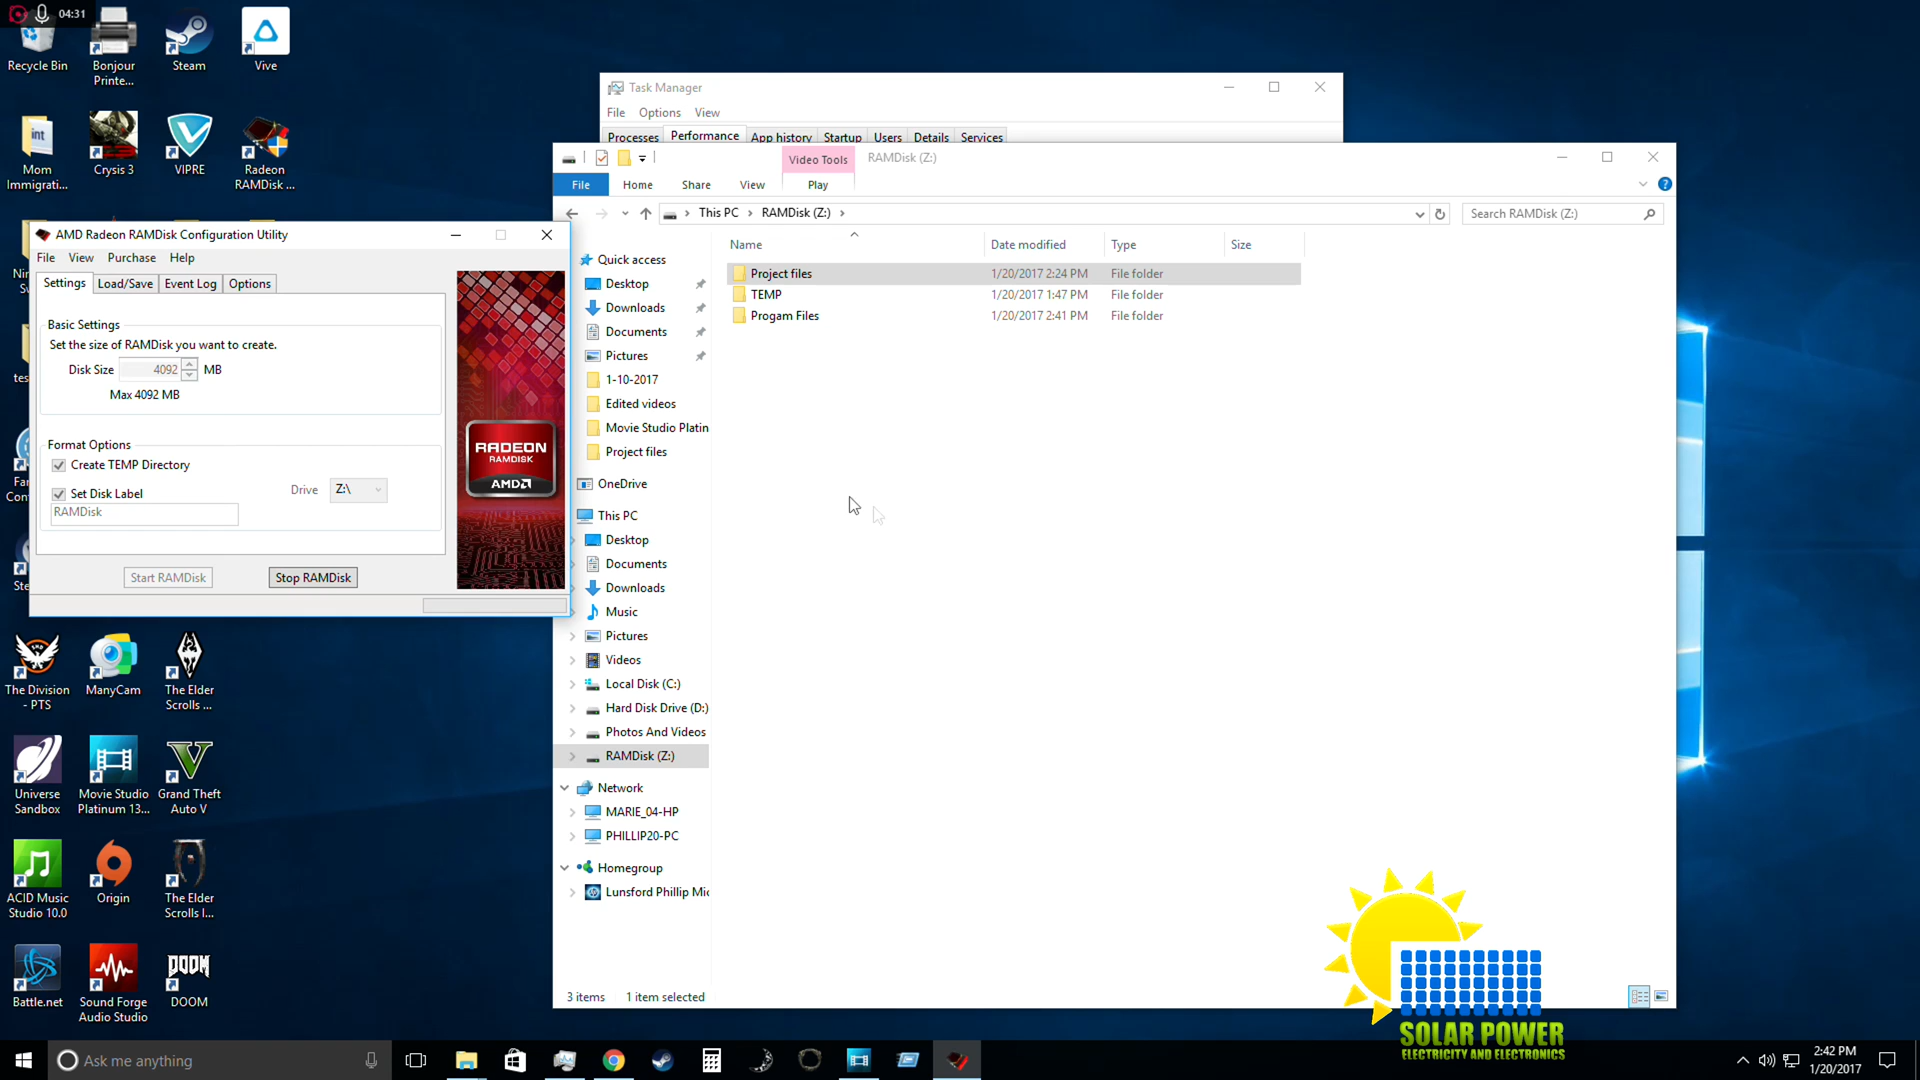 04:31
Recycle Bin
Bonjour
Printe...
Steam
Vive
int
Mom
Immigrati...
Crysis 3
VIPRE
Radeon
RAMDisk ...
Task Manager
File Options View
Processes Performance App history Startup Users Details Services
Video Tools RAMDisk (Z:)
File Home Share View Play
This PC RAMDisk (Z:)
Search RAMDisk (Z:)
Name Date modified Type Size
Project files 1/20/2017 2:24 PM File folder
TEMP 1/20/2017 1:47 PM File folder
Progam Files 1/20/2017 2:41 PM File folder
Quick access
Desktop
Downloads
Documents
Pictures
1-10-2017
Edited videos
Movie Studio Platin
Project files
OneDrive
This PC
Desktop
Documents
Downloads
Music
Pictures
Videos
Local Disk (C:)
Hard Disk Drive (D:)
Photos And Videos
RAMDisk (Z:)
Network
MARIE_04-HP
PHILLIP20-PC
Homegroup
Lunsford Phillip Mic
3 items 1 item selected
AMD Radeon RAMDisk Configuration Utility
File View Purchase Help
Settings Load/Save Event Log Options
Basic Settings
Set the size of RAMDisk you want to create.
Disk Size 4092 MB
Max 4092 MB
Format Options
Create TEMP Directory
Set Disk Label
Drive Z:\
RAMDisk
Start RAMDisk Stop RAMDisk
RADEON
RAMDISK
AMD
The Division
- PTS
ManyCam
The Elder
Scrolls ...
Universe
Sandbox
Movie Studio
Platinum 13...
Grand Theft
Auto V
ACID Music
Studio 10.0
Origin
The Elder
Scrolls I...
Battle.net
Sound Forge
Audio Studio
DOOM
DOOM
SOLAR POWER
ELECTRICITY AND ELECTRONICS
Ask me anything
2:42 PM
1/20/2017